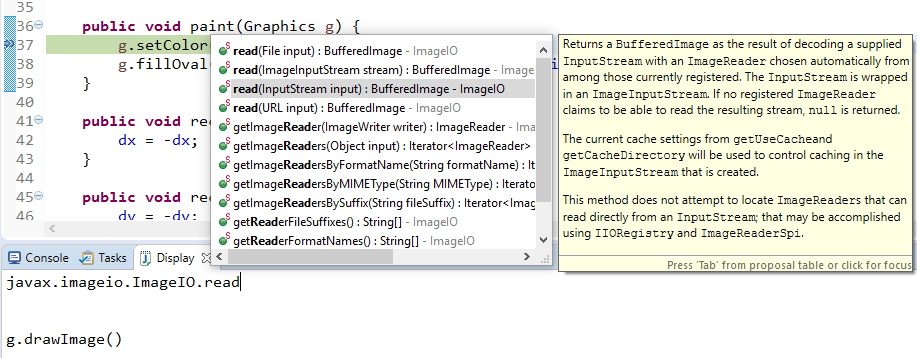 35
36 public void paint(Graphics g) {
37 g.setColor
38 g.fillOval(
39 }
40
41 public void rec
42 dx = -dx;
43 }
44
45 public void rec
46 dy = -dy;
read(File input) : BufferedImage - ImageIO
read(ImageInputStream stream) : BufferedImage - Image
read(InputStream input) : BufferedImage - ImageIO
read(URL input) : BufferedImage - ImageIO
getImageReader(ImageWriter writer) : ImageReader - Im
getImageReaders(Object input) : Iterator<ImageReader>
getImageReadersByFormatName(String formatName) : Ite
getImageReadersByMIMEType(String MIMEType) : Iterato
getImageReadersBySuffix(String fileSuffix) : Iterator<Imag
getReaderFileSuffixes() : String[] - ImageIO
getReaderFormatNames() : String[] - ImageIO
Returns a BufferedImage as the result of decoding a supplied
InputStream with an ImageReader chosen automatically from
among those currently registered. The InputStream is wrapped
in an ImageInputStream. If no registered ImageReader
claims to be able to read the resulting stream, null is returned.
The current cache settings from getUseCacheand
getCacheDirectory will be used to control caching in the
ImageInputStream that is created.
This method does not attempt to locate ImageReaders that can
read directly from an InputStream; that may be accomplished
using IIORegistry and ImageReaderSpi.
Press 'Tab' from proposal table or click for focus
Console Tasks Display
javax.imageio.ImageIO.read
g.drawImage()